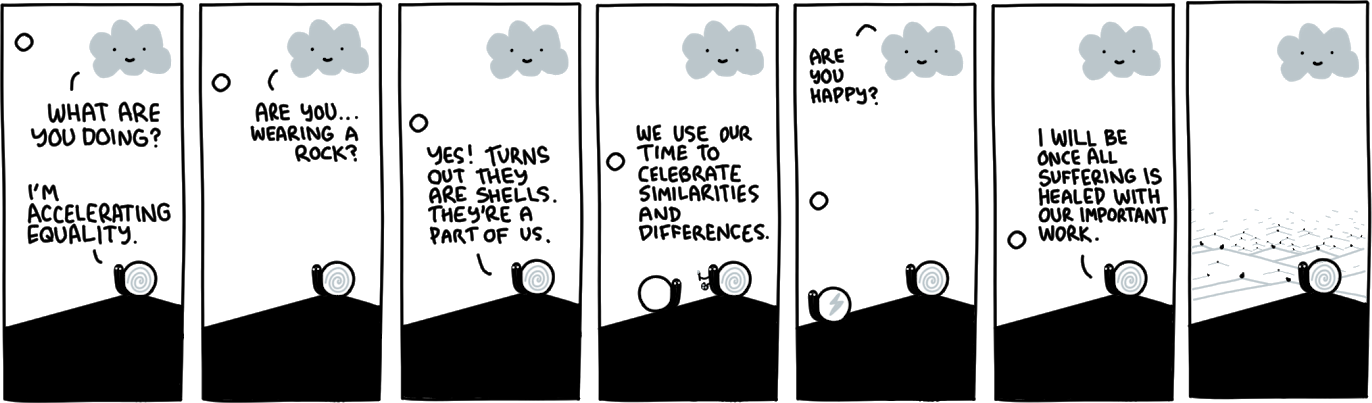 WHAT ARE
YOU DOING?
I'M
ACCELERATING
EQUALITY.
ARE YOU...
WEARING A
ROCK?
YES! TURNS
OUT THEY
ARE SHELLS.
THEY'RE A
PART OF US.
WE USE OUR
TIME TO
CELEBRATE
SIMILARITIES
AND
DIFFERENCES.
ARE
YOU
HAPPY?
I WILL BE
ONCE ALL
SUFFERING IS
HEALED WITH
OUR IMPORTANT
WORK.